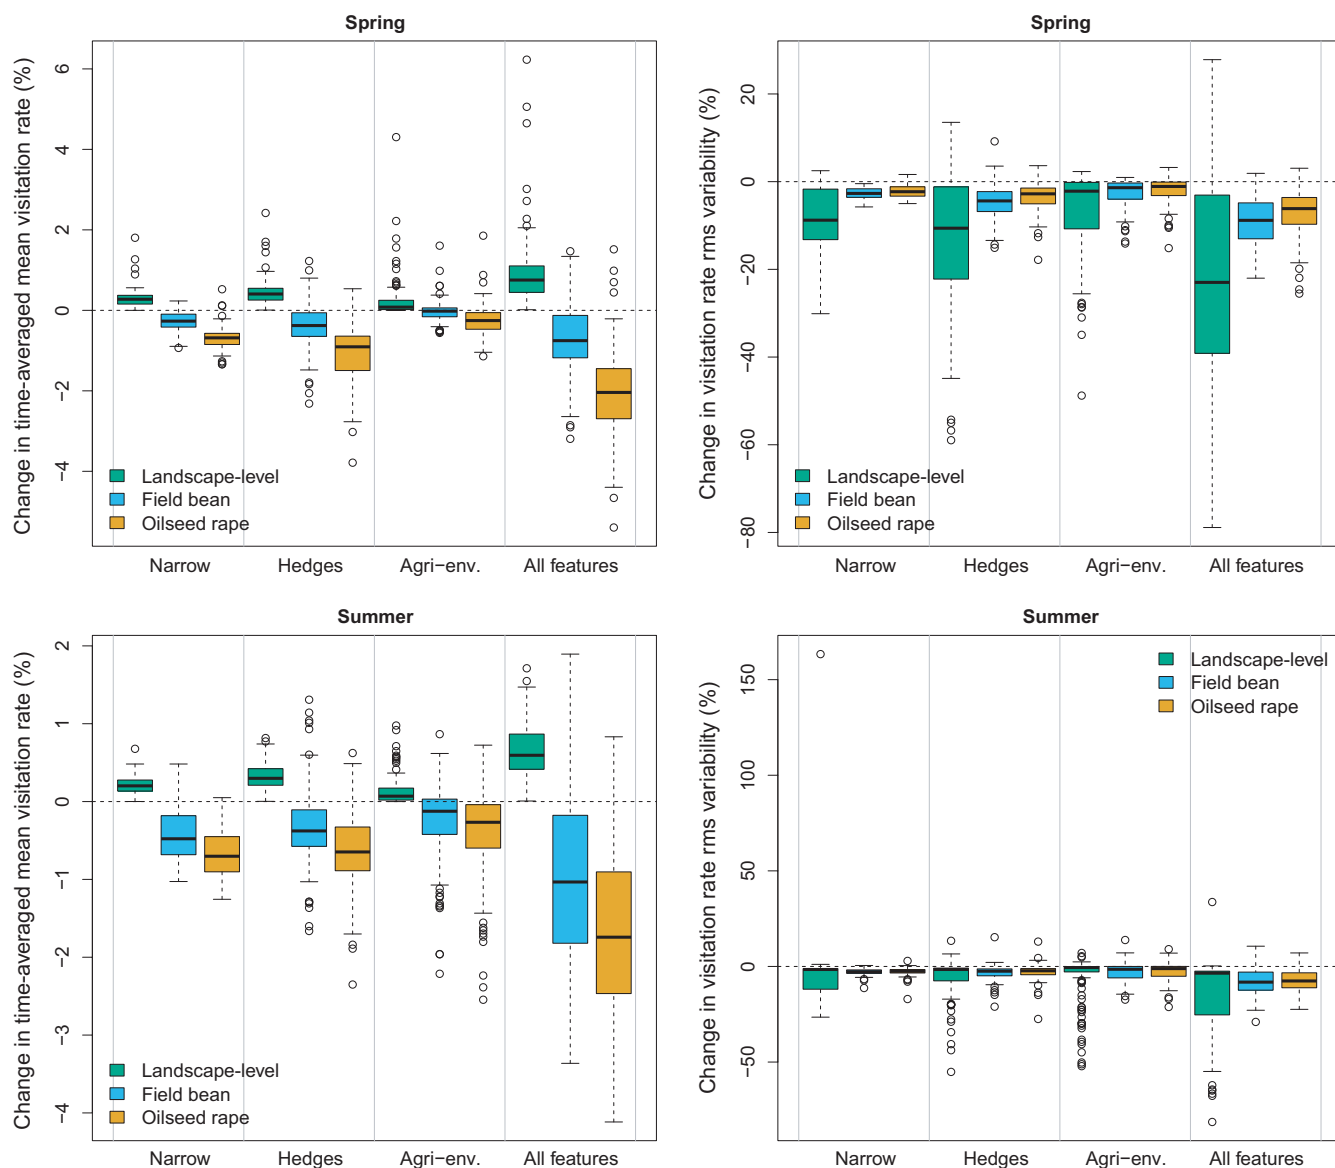 Spring
Change in time-averaged mean visitation rate (%)
6
4
2
0
−2
−4
Landscape-level
Field bean
Oilseed rape
Narrow Hedges Agri−env. All features
Spring
Change in visitation rate rms variability (%)
20
0
−20
−40
−60
−80
Landscape-level
Field bean
Oilseed rape
Narrow Hedges Agri−env. All features
Summer
Change in time-averaged mean visitation rate (%)
2
1
0
−1
−2
−3
−4
Landscape-level
Field bean
Oilseed rape
Narrow Hedges Agri−env. All features
Summer
Change in visitation rate rms variability (%)
150
100
50
0
−50
Landscape-level
Field bean
Oilseed rape
Narrow Hedges Agri−env. All features